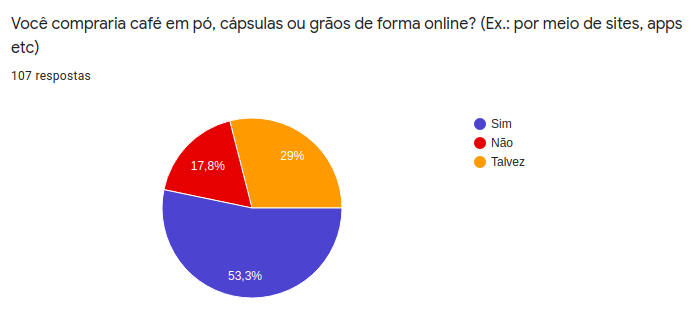 Você compraria café em pó, cápsulas ou grãos de forma online? (Ex.: por meio de sites, apps
etc)
107 respostas
Sim
Não
Talvez
29%
17,8%
53,3%